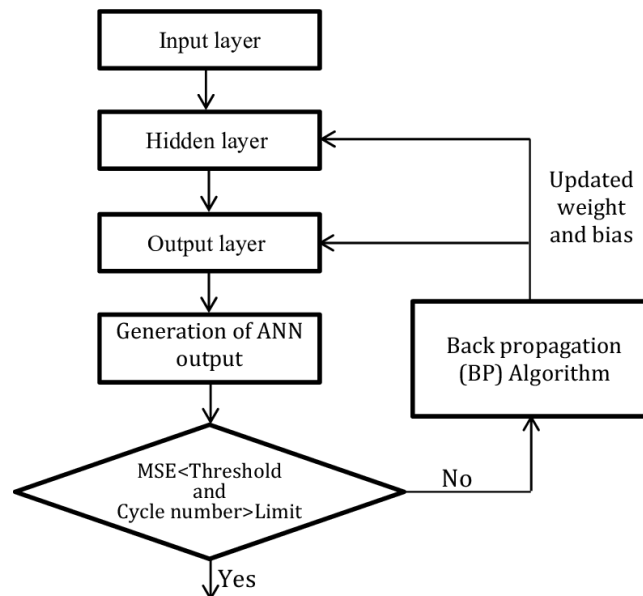 Input layer
Hidden layer
Updated
weight
and bias
Output layer
Generation of ANN
output
Back propagation
(BP) Algorithm
MSE<Threshold
and
Cycle number>Limit
No
Yes